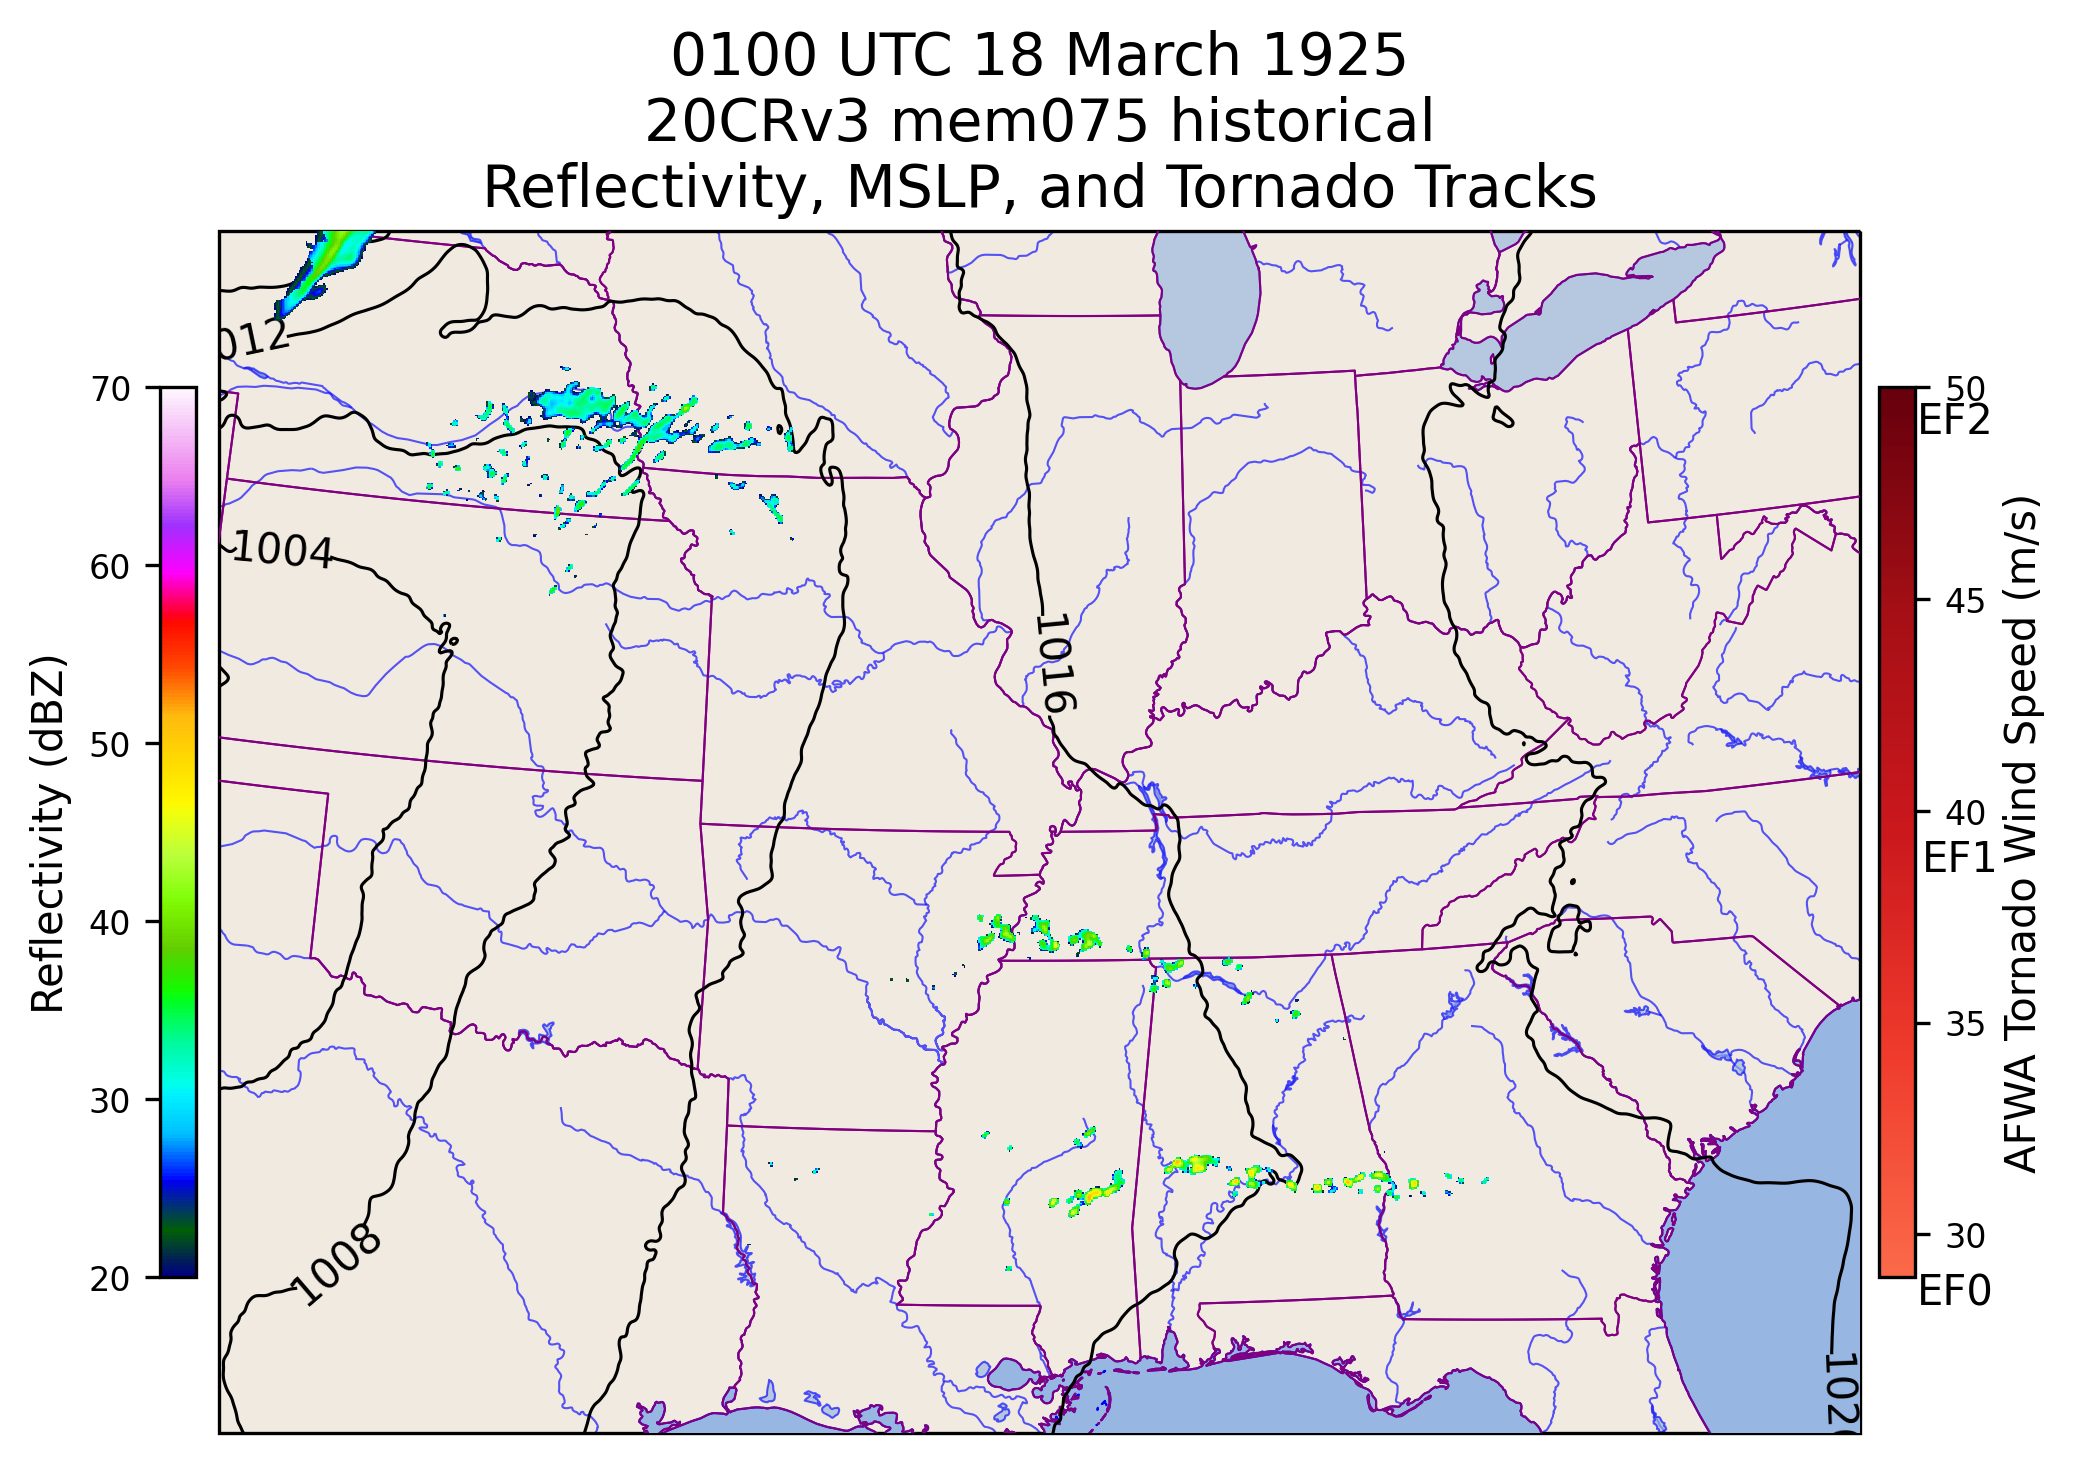 0100 UTC 18 March 1925
20CRv3 mem075 historical
Reflectivity, MSLP, and Tornado Tracks
70
60
50
40
30
20
Reflectivity (dBZ)
012
1004
1016
1008
102
50
EF2
45
40
EF1
35
30
EF0
AFWA Tornado Wind Speed (m/s)